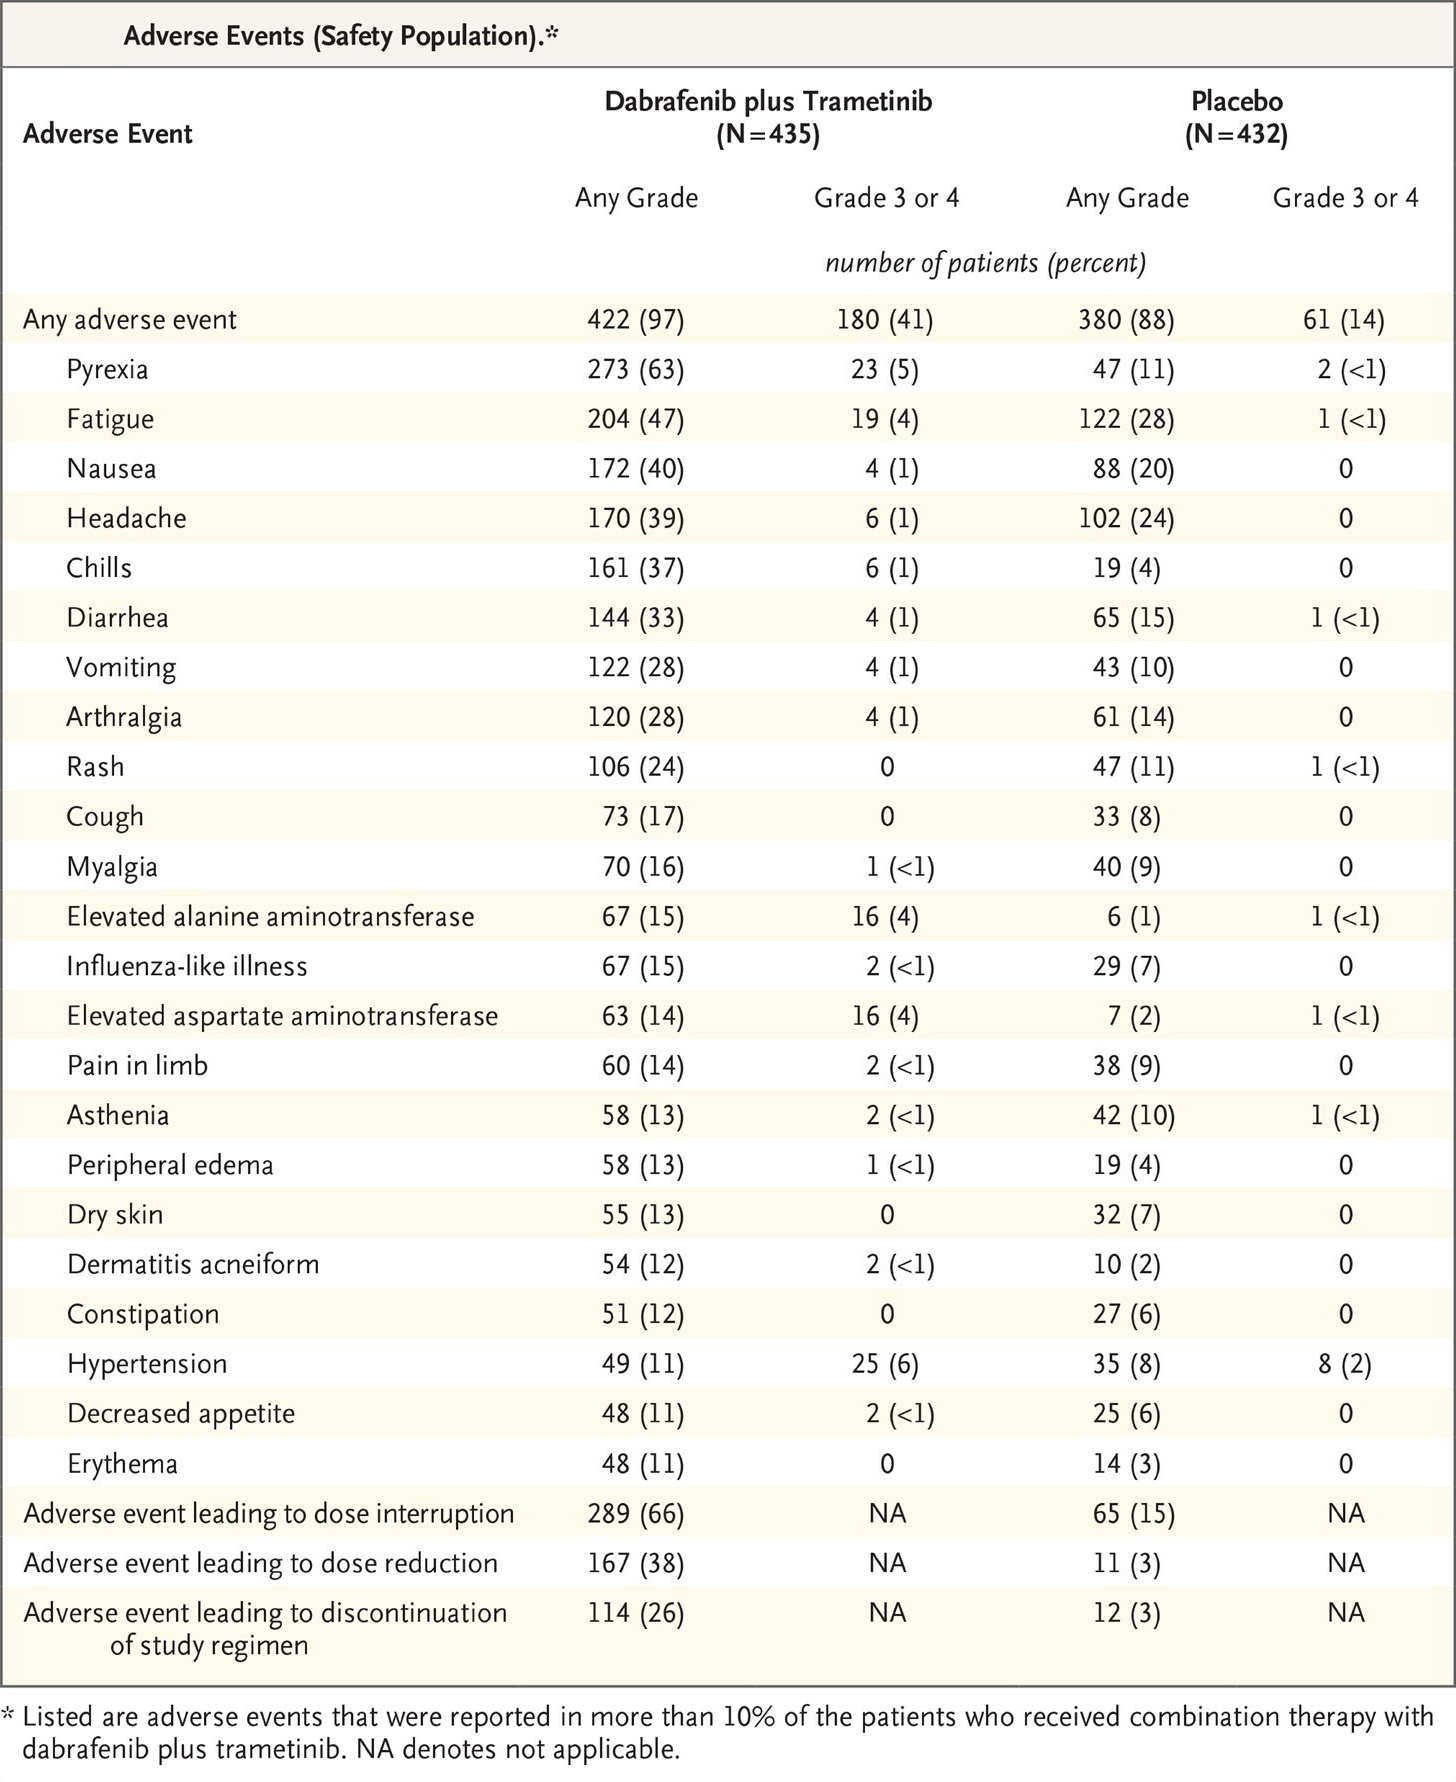 Adverse Events (Safety Population).*
Dabrafenib plus Trametinib Placebo
Adverse Event (N=435) (N=432)
Any Grade Grade 3 or 4 Any Grade Grade 3 or 4
number of patients (percent)
Any adverse event 422 (97) 180 (41) 380 (88) 61 (14)
Pyrexia 273 (63) 23 (5) 47 (11) 2 (<1)
Fatigue 204 (47) 19 (4) 122 (28) 1 (<1)
Nausea 172 (40) 4 (1) 88 (20) 0
Headache 170 (39) 6 (1) 102 (24) 0
Chills 161 (37) 6 (1) 19 (4) 0
Diarrhea 144 (33) 4 (1) 65 (15) 1 (<1)
Vomiting 122 (28) 4 (1) 43 (10) 0
Arthralgia 120 (28) 4 (1) 61 (14) 0
Rash 106 (24) 0 47 (11) 1 (<1)
Cough 73 (17) 0 33 (8) 0
Myalgia 70 (16) 1 (<1) 40 (9) 0
Elevated alanine aminotransferase 67 (15) 16 (4) 6 (1) 1 (<1)
Influenza-like illness 67 (15) 2 (<1) 29 (7) 0
Elevated aspartate aminotransferase 63 (14) 16 (4) 7 (2) 1 (<1)
Pain in limb 60 (14) 2 (<1) 38 (9) 0
Asthenia 58 (13) 2 (<1) 42 (10) 1 (<1)
Peripheral edema 58 (13) 1 (<1) 19 (4) 0
Dry skin 55 (13) 0 32 (7) 0
Dermatitis acneiform 54 (12) 2 (<1) 10 (2) 0
Constipation 51 (12) 0 27 (6) 0
Hypertension 49 (11) 25 (6) 35 (8) 8 (2)
Decreased appetite 48 (11) 2 (<1) 25 (6) 0
Erythema 48 (11) 0 14 (3) 0
Adverse event leading to dose interruption 289 (66) NA 65 (15) NA
Adverse event leading to dose reduction 167 (38) NA 11 (3) NA
Adverse event leading to discontinuation 114 (26) NA 12 (3) NA
of study regimen
* Listed are adverse events that were reported in more than 10% of the patients who received combination therapy with
dabrafenib plus trametinib. NA denotes not applicable.